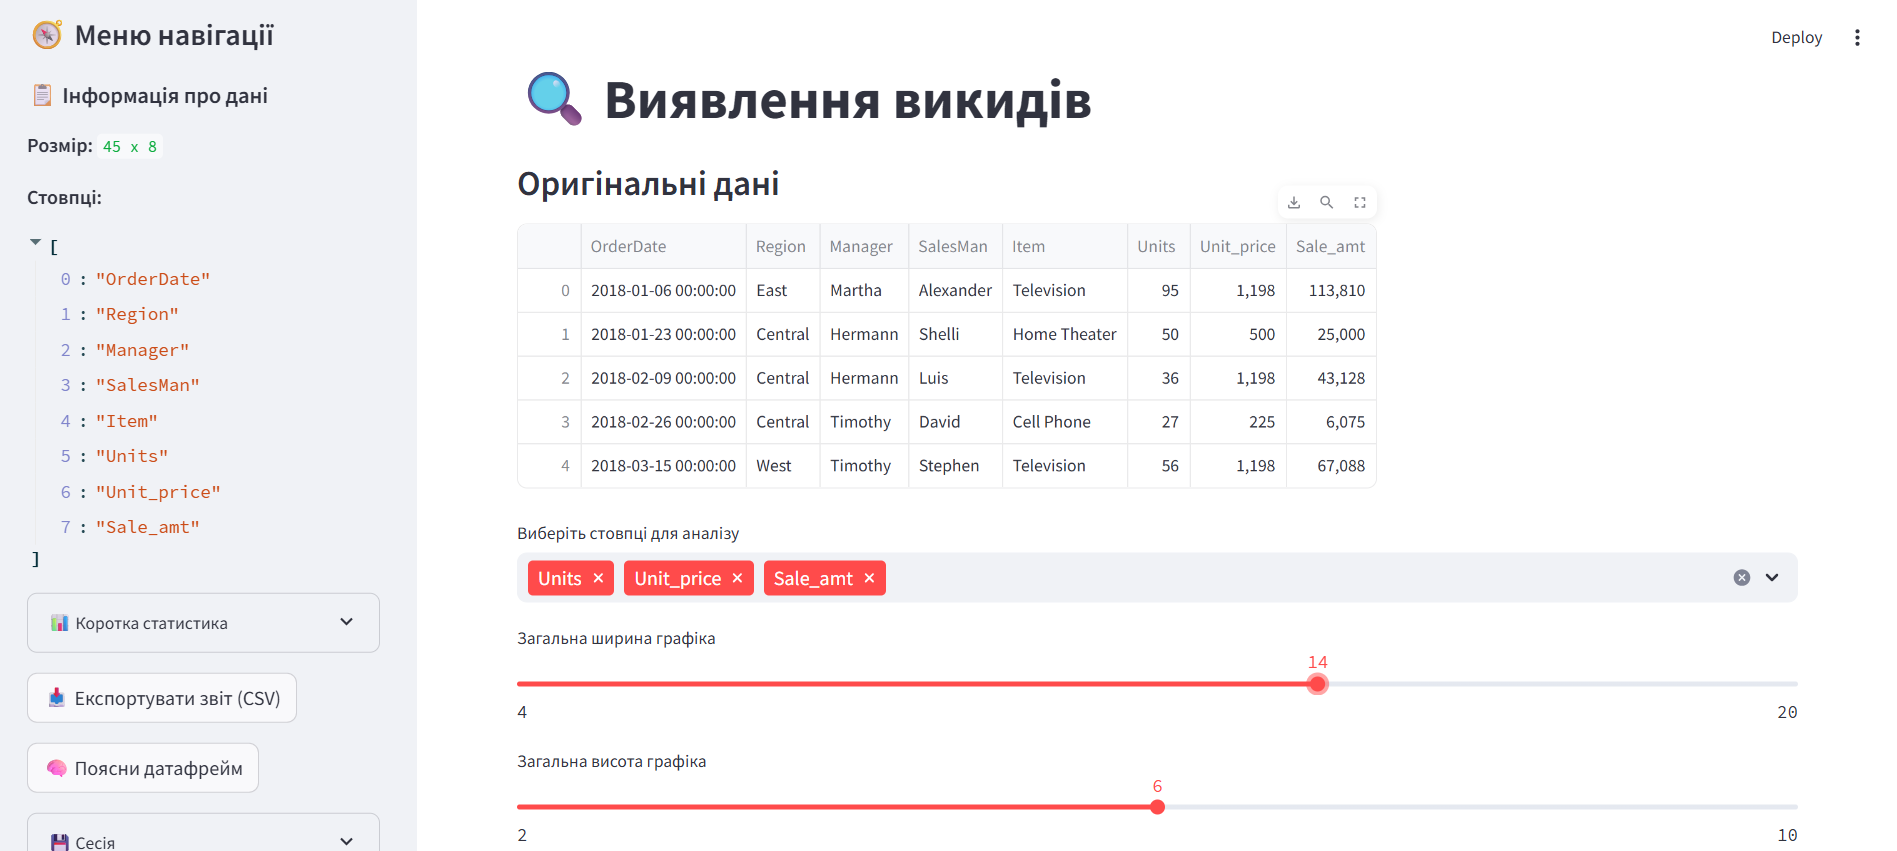 Меню навігації
Інформація про дані
Розмір: 45 x 8
Стовпці:
[
0 : "OrderDate"
1 : "Region"
2 : "Manager"
3 : "SalesMan"
4 : "Item"
5 : "Units"
6 : "Unit_price"
7 : "Sale_amt"
]
Коротка статистика
Експортувати звіт (CSV)
Поясни датафрейм
Сесія
Deploy
Виявлення викидів
Оригінальні дані
OrderDate Region Manager SalesMan Item Units Unit_price Sale_amt
0 2018-01-06 00:00:00 East Martha Alexander Television 95 1,198 113,810
1 2018-01-23 00:00:00 Central Hermann Shelli Home Theater 50 500 25,000
2 2018-02-09 00:00:00 Central Hermann Luis Television 36 1,198 43,128
3 2018-02-26 00:00:00 Central Timothy David Cell Phone 27 225 6,075
4 2018-03-15 00:00:00 West Timothy Stephen Television 56 1,198 67,088
Виберіть стовпці для аналізу
Units × Unit_price × Sale_amt ×
Загальна ширина графіка
14
4 20
Загальна висота графіка
6
2 10